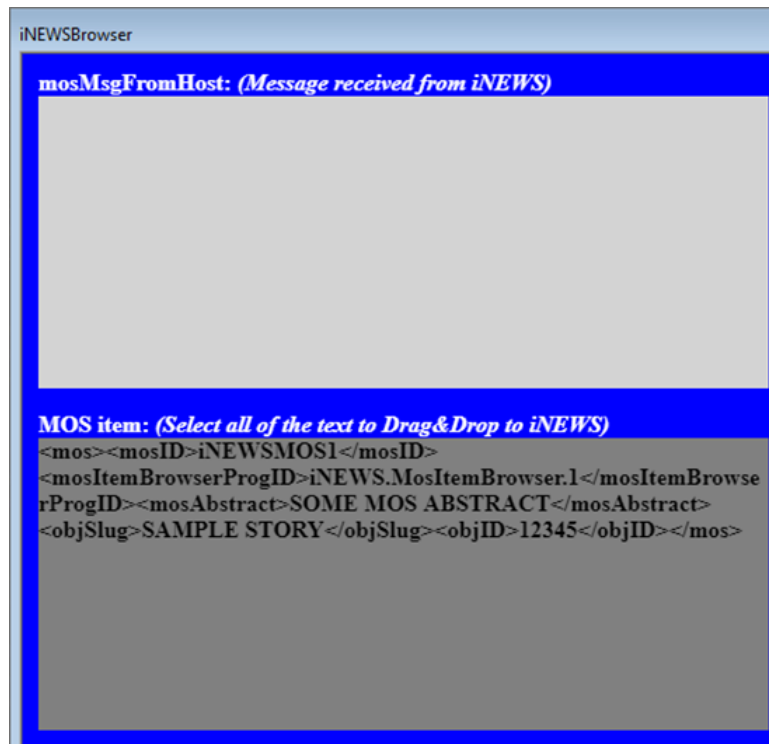 iNEWSBrowser
mosMsgFromHost: (Message received from iNEWS)
MOS item: (Select all of the text to Drag&Drop to iNEWS)
<mos><mosID>iNEWSMOS1</mosID>
<mosItemBrowserProgID>iNEWS.MosItemBrowser.1</mosItemBrowse
rProgID><mosAbstract>SOME MOS ABSTRACT</mosAbstract>
<objSlug>SAMPLE STORY</objSlug><objID>12345</objID></mos>